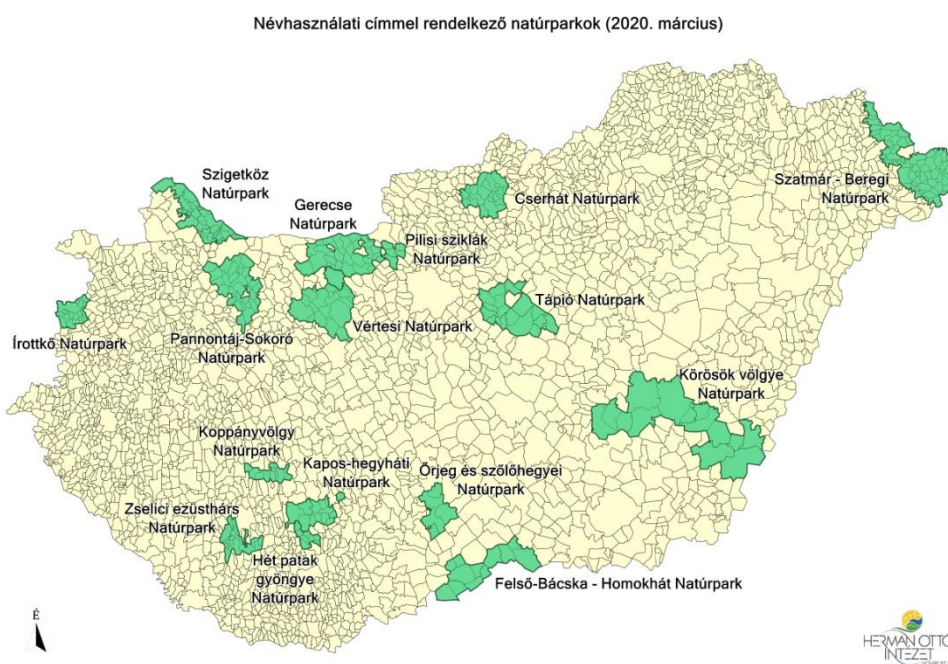 Névhasználati címmel rendelkező natúrparkok (2020. március)
Szigetköz
Natúrpark
Gerecse
Natúrpark
Pilisi sziklák
Natúrpark
Cserhát Natúrpark
Szatmár - Beregi
Natúrpark
Írottkő Natúrpark
Pannontáj-Sokoró
Natúrpark
Vértesi Natúrpark
Tápió Natúrpark
Körösök völgye
Natúrpark
Koppányvölgy
Natúrpark
Kapos-hegyháti
Natúrpark
Őrjeg és szőlőhegyei
Natúrpark
Zselici ezüsthárs
Natúrpark
Hét patak
gyöngye
Natúrpark
Felső-Bácska - Homokhát Natúrpark
É
HERMAN OTTÓ
INTÉZET